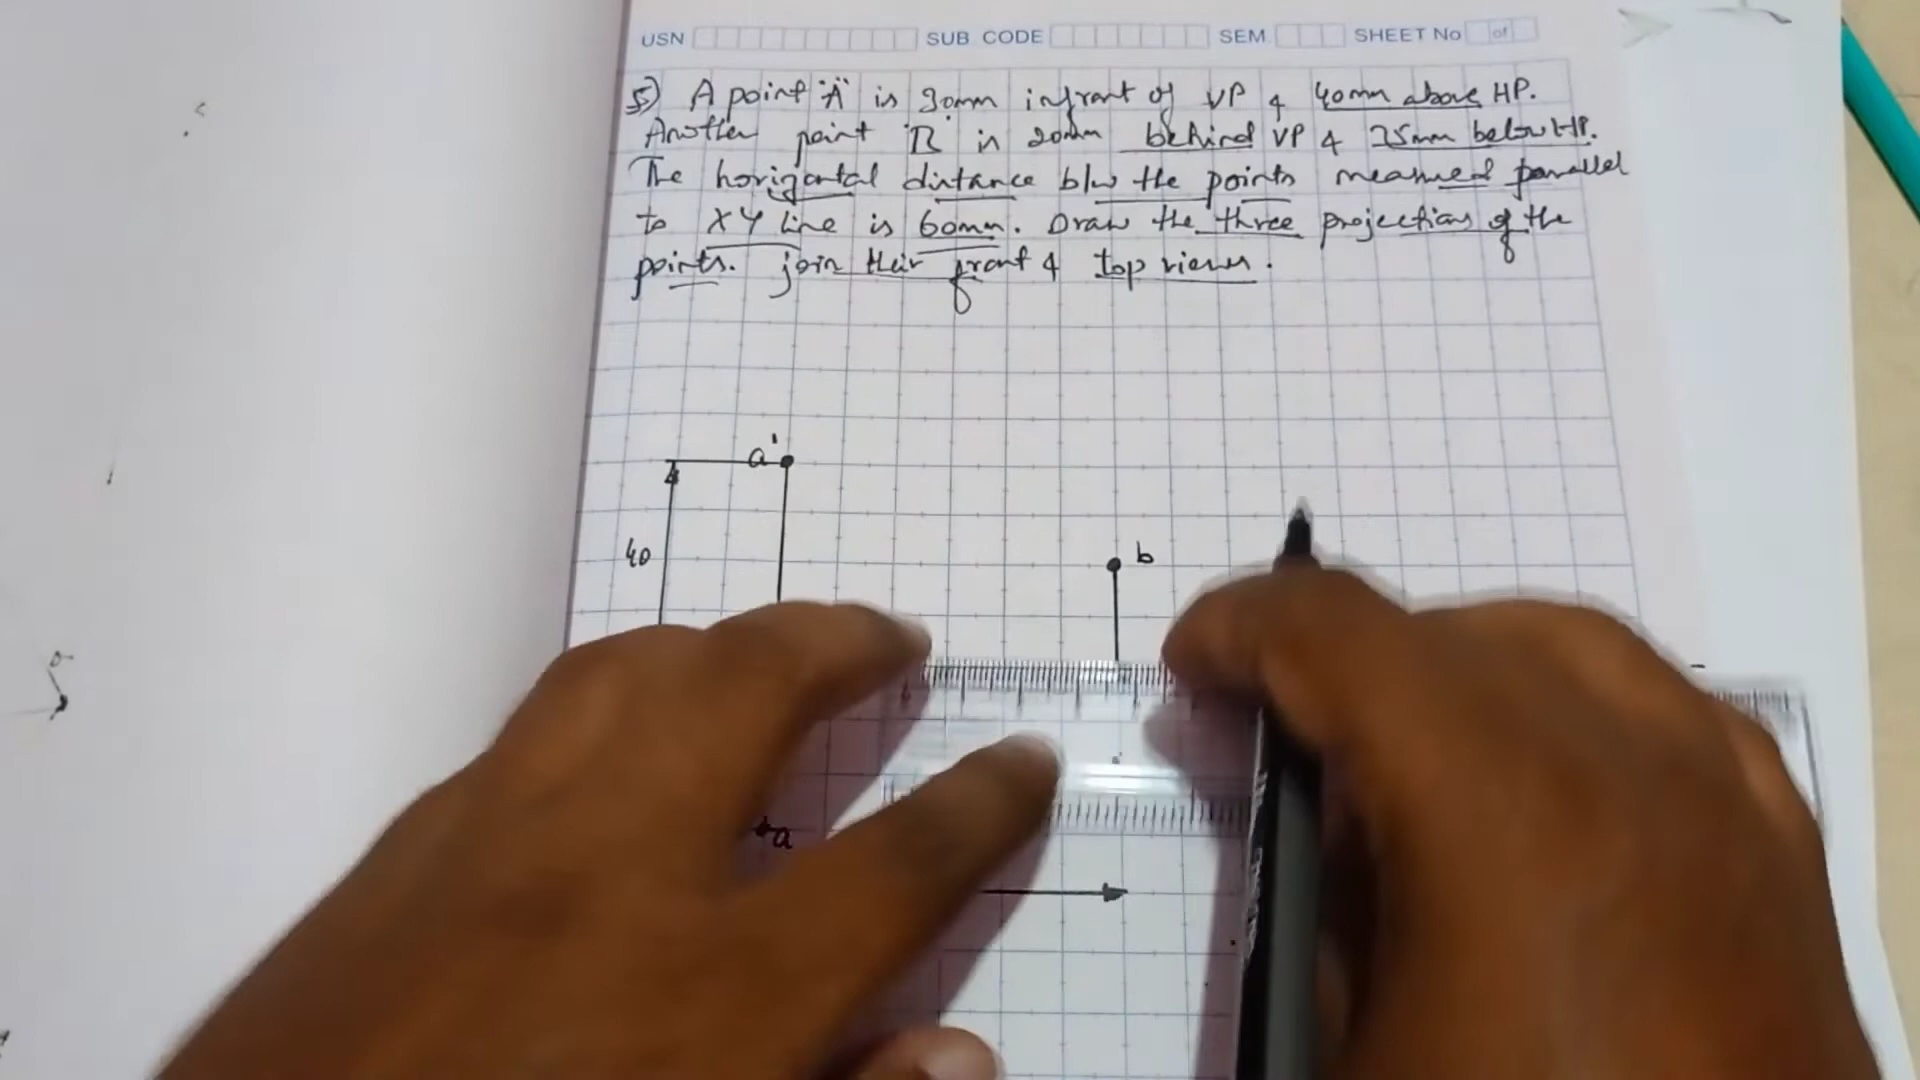 USN SUB CODE SEM SHEET No of
5) A point "A" is 30mm infront of VP & 40mm above HP.
Another point "B" is 20mm behind VP & 35mm below HP.
The horizontal distance b/w the points measured parallel
to XY line is 60mm. Draw the three projections of the
points. join their front & top views.
a'
40
b
a